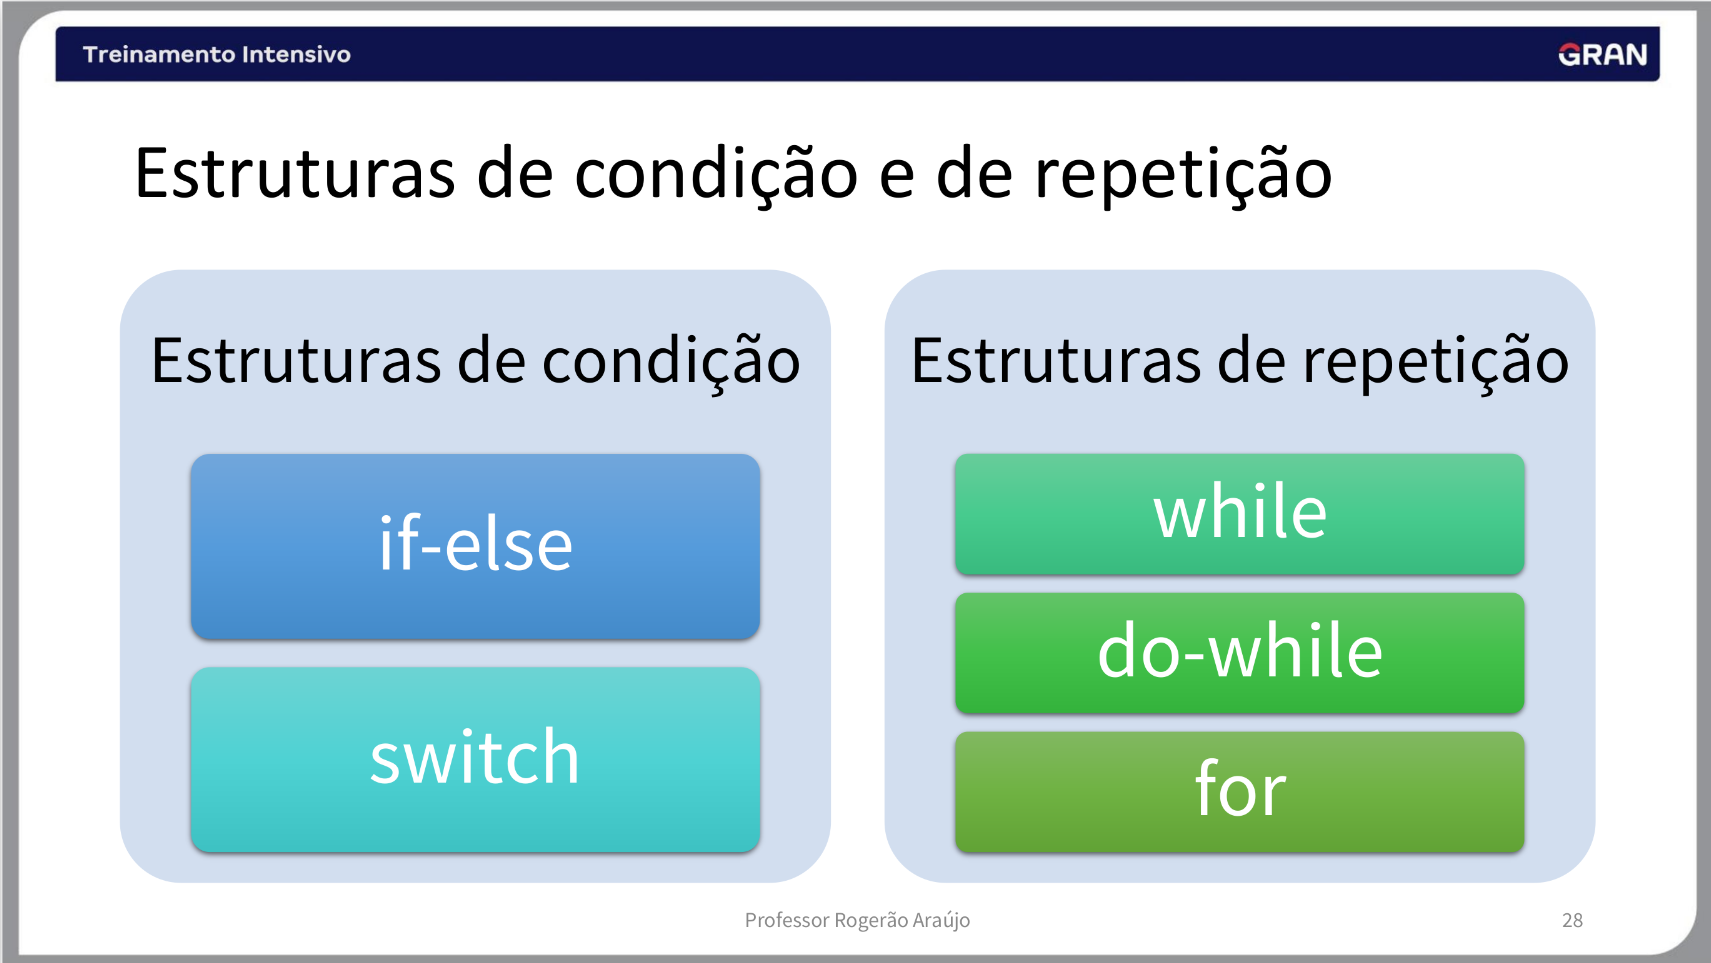 Treinamento Intensivo
GRAN
Estruturas de condição e de repetição
Estruturas de condição
if-else
switch
Estruturas de repetição
while
do-while
for
Professor Rogerão Araújo
28